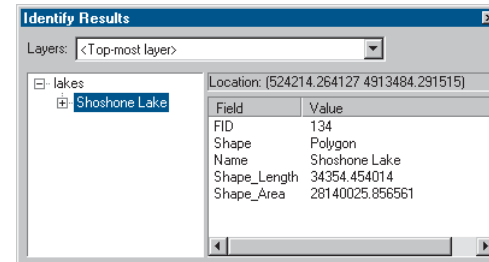 Identify Results
Layers: <Top-most layer>
lakes
Shoshone Lake
Location: (524214.264127 4913484.291515)
Field Value
FID 134
Shape Polygon
Name Shoshone Lake
Shape_Length 34354.454014
Shape_Area 28140025.856561